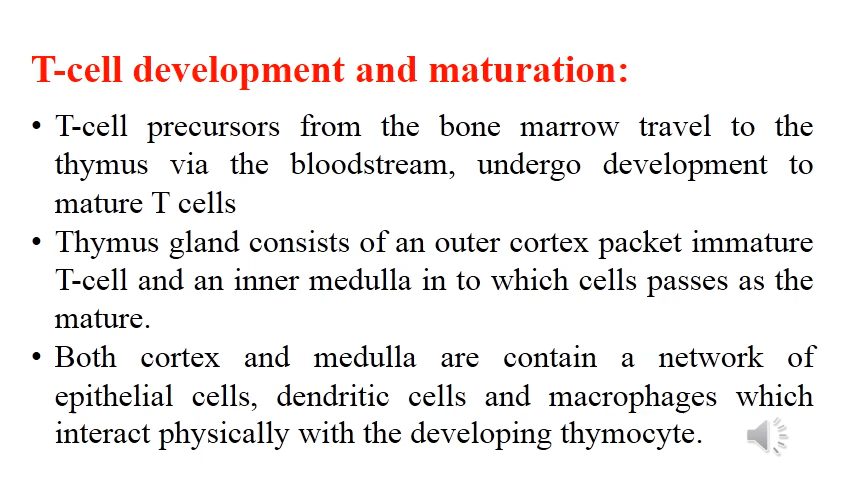 T-cell development and maturation:
• T-cell precursors from the bone marrow travel to the
thymus via the bloodstream, undergo development to
mature T cells
• Thymus gland consists of an outer cortex packet immature
T-cell and an inner medulla in to which cells passes as the
mature.
• Both cortex and medulla are contain a network of
epithelial cells, dendritic cells and macrophages which
interact physically with the developing thymocyte.